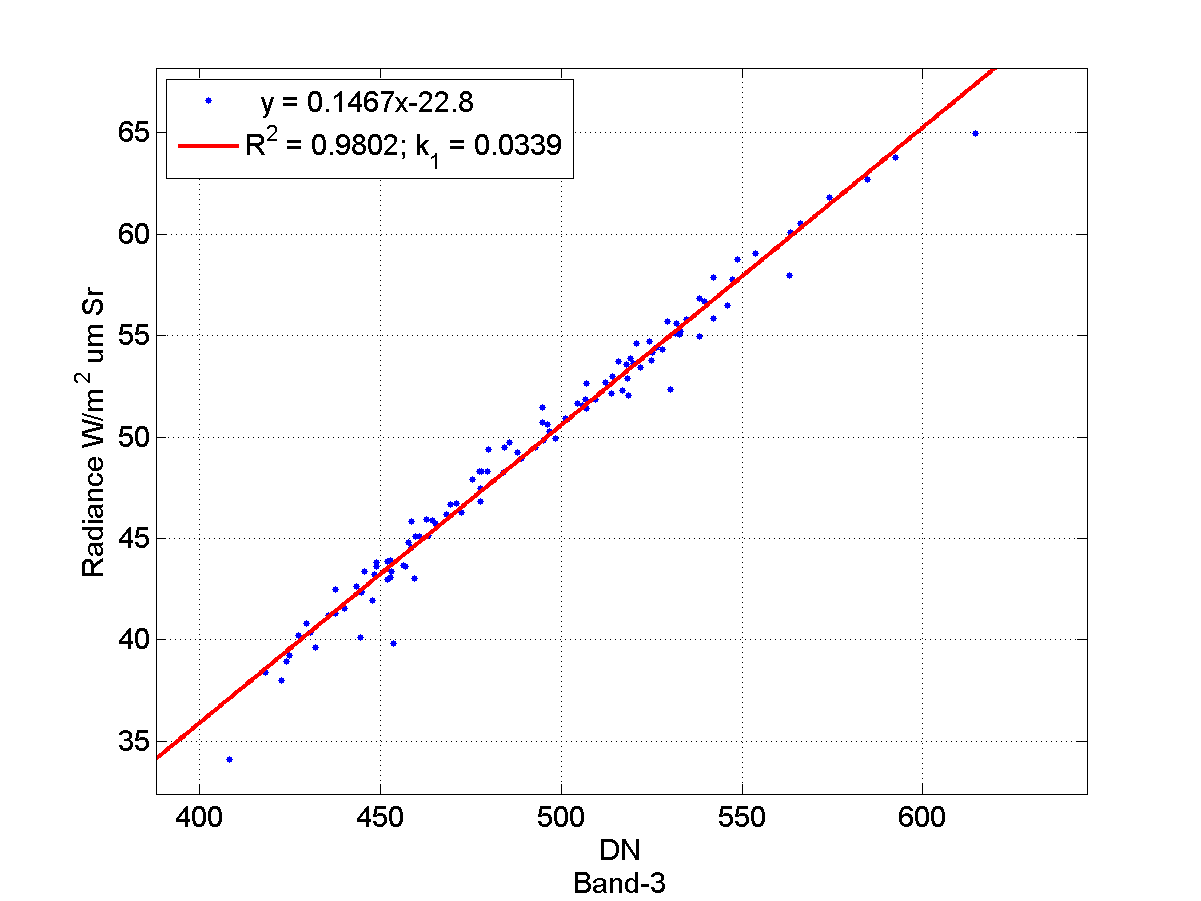 y = 0.1467x-22.8
R² = 0.9802; k₁ = 0.0339
65
60
55
50
45
40
35
Radiance W/m² um Sr
400 450 500 550 600
DN
Band-3